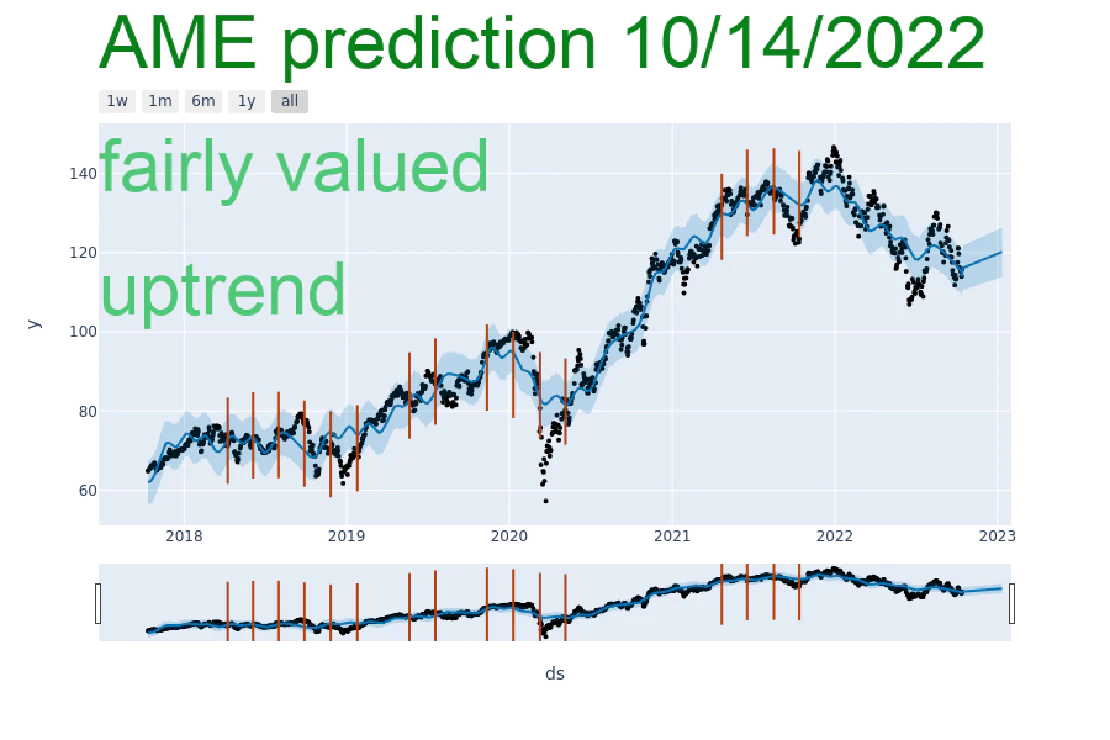 AME prediction 10/14/2022
1w 1m 6m 1y all
fairly valued
140
120
uptrend
100
y
80
60
2018 2019 2020 2021 2022 2023
ds